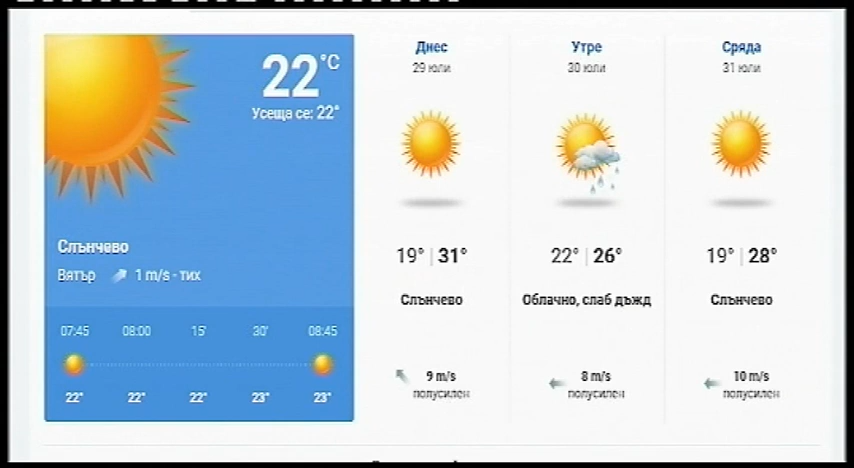 22°C
Усеща се: 22°
Слънчево
Вятър 1 m/s - тих
07:45 08:00 15' 30' 08:45
22° 22° 22° 23° 23°
Днес
29 юли
19° | 31°
Слънчево
9 m/s
полусилен
Утре
30 юли
22° | 26°
Облачно, слаб дъжд
8 m/s
полусилен
Сряда
31 юли
19° | 28°
Слънчево
10 m/s
полусилен